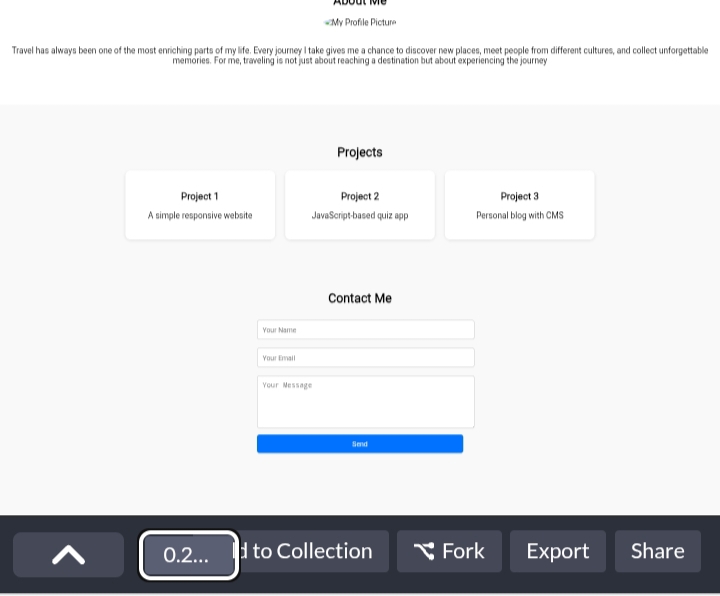 About Me
My Profile Picture
Travel has always been one of the most enriching parts of my life. Every journey I take gives me a chance to discover new places, meet people from different cultures, and collect unforgettable
memories. For me, traveling is not just about reaching a destination but about experiencing the journey
Projects
Project 1
Project 2
Project 3
A simple responsive website
JavaScript-based quiz app
Personal blog with CMS
Contact Me
Your Name
Your Email
Your Message
Send
0.2... d to Collection Fork Export Share